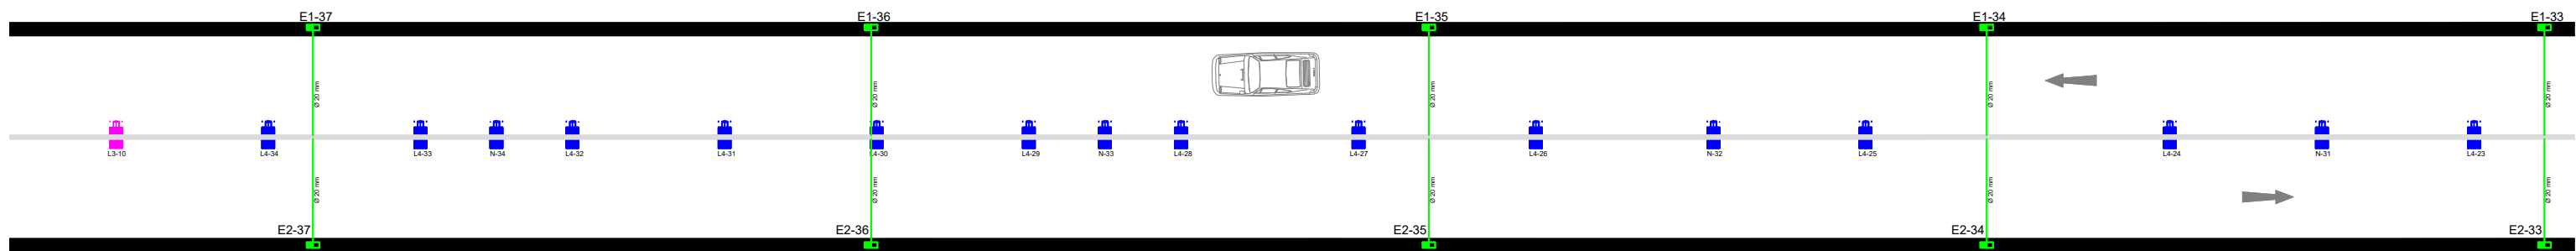 E1-37 E1-36 E1-35 E1-34 E1-33
Ø 20 mm Ø 20 mm Ø 20 mm Ø 20 mm Ø 20 mm
L3-10 L4-34 L4-33 N-34 L4-32 L4-31 L4-30 L4-29 N-33 L4-28 L4-27 L4-26 N-32 L4-25 L4-24 N-31 L4-23
Ø 20 mm Ø 20 mm Ø 20 mm Ø 20 mm Ø 20 mm
E2-37 E2-36 E2-35 E2-34 E2-33